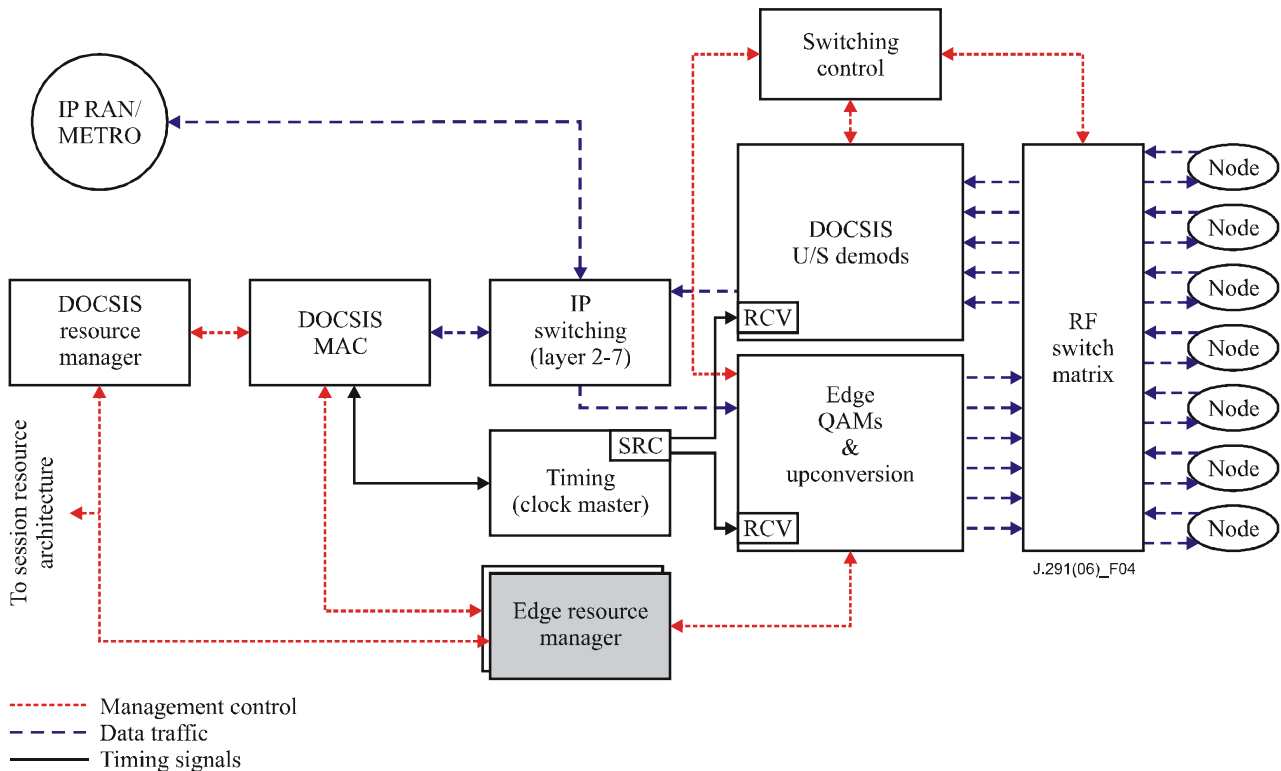 Switching
control
IP RAN/
METRO
Node
Node
Node
Node
Node
Node
Node
DOCSIS
U/S demods
RCV
RF
switch
matrix
DOCSIS
resource
manager
DOCSIS
MAC
IP
switching
(layer 2-7)
Edge
QAMs
&
upconversion
RCV
SRC
Timing
(clock master)
To session resource
architecture
J.291(06)_F04
Edge resource
manager
Management control
Data traffic
Timing signals